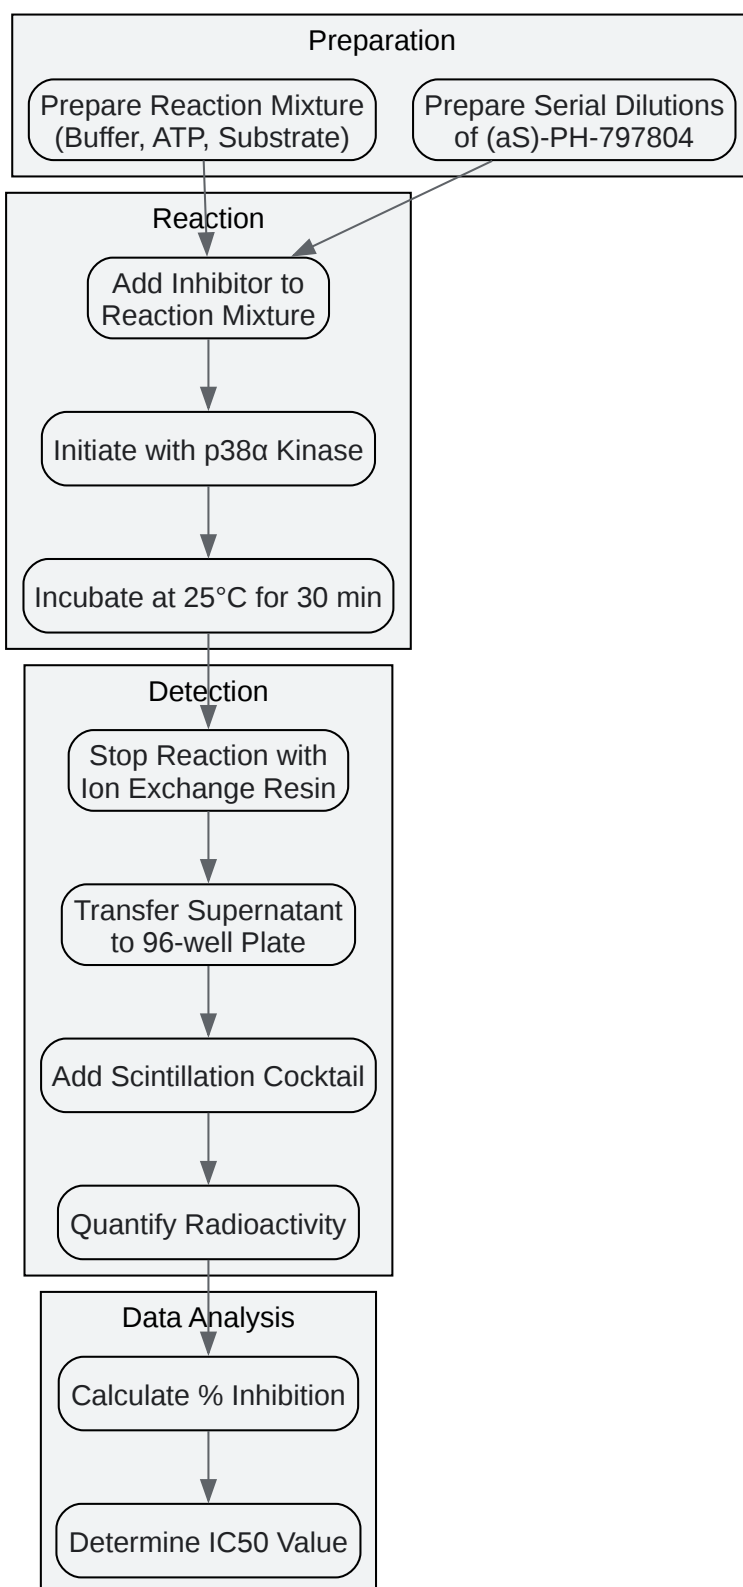 Preparation
Prepare Reaction Mixture
(Buffer, ATP, Substrate)
Prepare Serial Dilutions
of (aS)-PH-797804
Reaction
Add Inhibitor to
Reaction Mixture
Initiate with p38α Kinase
Incubate at 25°C for 30 min
Detection
Stop Reaction with
Ion Exchange Resin
Transfer Supernatant
to 96-well Plate
Add Scintillation Cocktail
Quantify Radioactivity
Data Analysis
Calculate % Inhibition
Determine IC50 Value